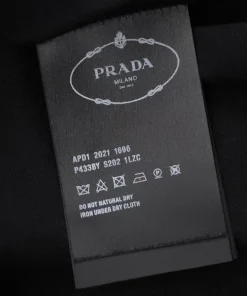 PRADA
MILANO
APD1 2021 1696
P433BY S202 1LZC
DO NOT NATURAL DRY
IRON UNDER DRY CLOTH